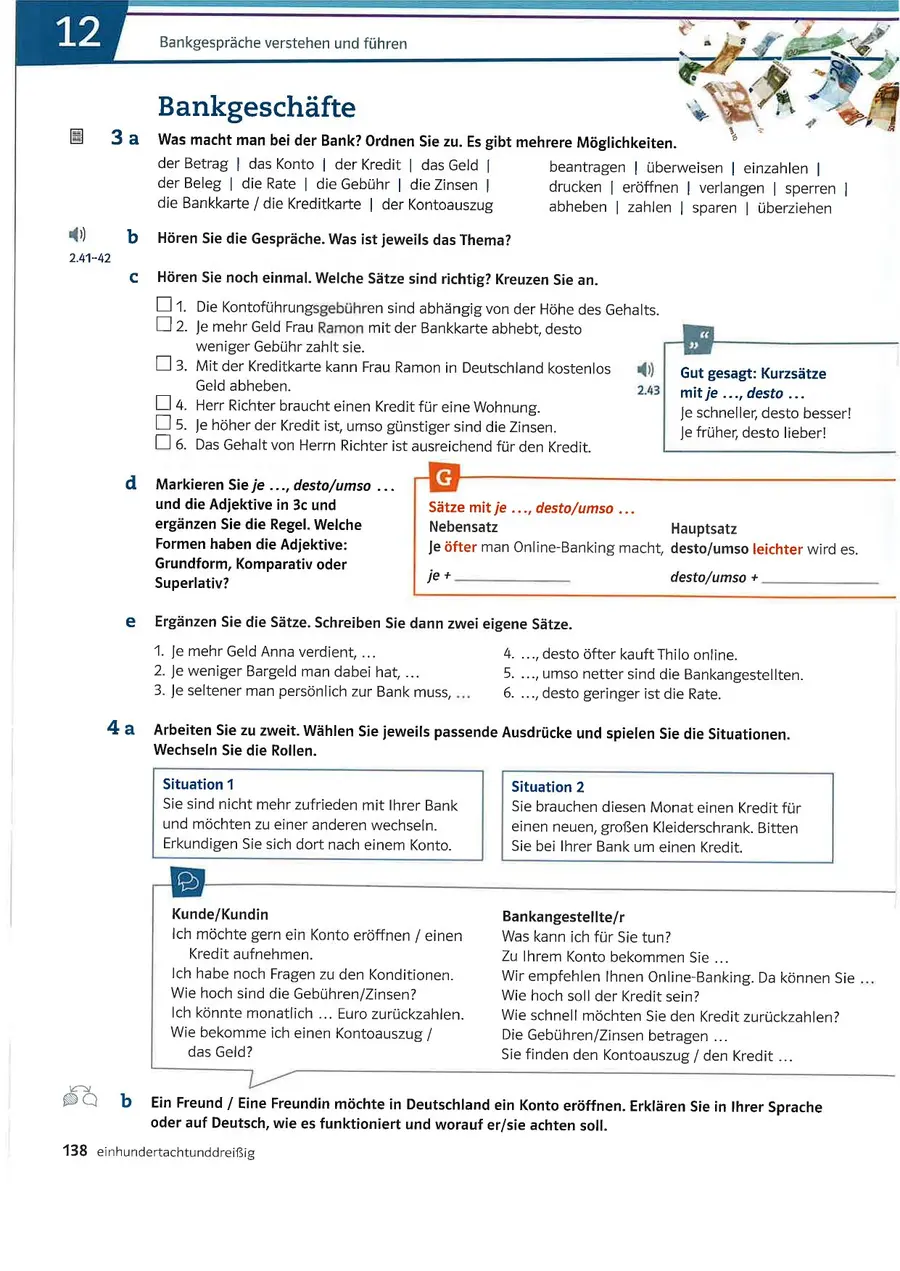 12
Bankgespräche verstehen und führen
Bankgeschäfte
3 a Was macht man bei der Bank? Ordnen Sie zu. Es gibt mehrere Möglichkeiten.
der Betrag | das Konto | der Kredit | das Geld |
der Beleg | die Rate | die Gebühr | die Zinsen |
die Bankkarte / die Kreditkarte | der Kontoauszug
beantragen | überweisen | einzahlen |
drucken | eröffnen | verlangen | sperren |
abheben | zahlen | sparen | überziehen
2.41–42
b Hören Sie die Gespräche. Was ist jeweils das Thema?
c Hören Sie noch einmal. Welche Sätze sind richtig? Kreuzen Sie an.
☐ 1. Die Kontoführungsgebühren sind abhängig von der Höhe des Gehalts.
☐ 2. Je mehr Geld Frau Ramon mit der Bankkarte abhebt, desto
weniger Gebühr zahlt sie.
☐ 3. Mit der Kreditkarte kann Frau Ramon in Deutschland kostenlos
Geld abheben.
☐ 4. Herr Richter braucht einen Kredit für eine Wohnung.
☐ 5. Je höher der Kredit ist, umso günstiger sind die Zinsen.
☐ 6. Das Gehalt von Herrn Richter ist ausreichend für den Kredit.
„ “
2.43
Gut gesagt: Kurzsätze
mit je ..., desto ...
Je schneller, desto besser!
Je früher, desto lieber!
d Markieren Sie je ..., desto/umso ...
und die Adjektive in 3c und
ergänzen Sie die Regel. Welche
Formen haben die Adjektive:
Grundform, Komparativ oder
Superlativ?
G
Sätze mit je ..., desto/umso ...
Nebensatz Hauptsatz
Je öfter man Online-Banking macht, desto/umso leichter wird es.
je + ____________ desto/umso + ____________
e Ergänzen Sie die Sätze. Schreiben Sie dann zwei eigene Sätze.
1. Je mehr Geld Anna verdient, ...
2. Je weniger Bargeld man dabei hat, ...
3. Je seltener man persönlich zur Bank muss, ...
4. ..., desto öfter kauft Thilo online.
5. ..., umso netter sind die Bankangestellten.
6. ..., desto geringer ist die Rate.
4 a Arbeiten Sie zu zweit. Wählen Sie jeweils passende Ausdrücke und spielen Sie die Situationen.
Wechseln Sie die Rollen.
Situation 1
Sie sind nicht mehr zufrieden mit Ihrer Bank
und möchten zu einer anderen wechseln.
Erkundigen Sie sich dort nach einem Konto.
Situation 2
Sie brauchen diesen Monat einen Kredit für
einen neuen, großen Kleiderschrank. Bitten
Sie bei Ihrer Bank um einen Kredit.
Kunde/Kundin
Ich möchte gern ein Konto eröffnen / einen
Kredit aufnehmen.
Ich habe noch Fragen zu den Konditionen.
Wie hoch sind die Gebühren/Zinsen?
Ich könnte monatlich ... Euro zurückzahlen.
Wie bekomme ich einen Kontoauszug /
das Geld?
Bankangestellte/r
Was kann ich für Sie tun?
Zu Ihrem Konto bekommen Sie ...
Wir empfehlen Ihnen Online-Banking. Da können Sie ...
Wie hoch soll der Kredit sein?
Wie schnell möchten Sie den Kredit zurückzahlen?
Die Gebühren/Zinsen betragen ...
Sie finden den Kontoauszug / den Kredit ...
b Ein Freund / Eine Freundin möchte in Deutschland ein Konto eröffnen. Erklären Sie in Ihrer Sprache
oder auf Deutsch, wie es funktioniert und worauf er/sie achten soll.
138 einhundertachtunddreißig